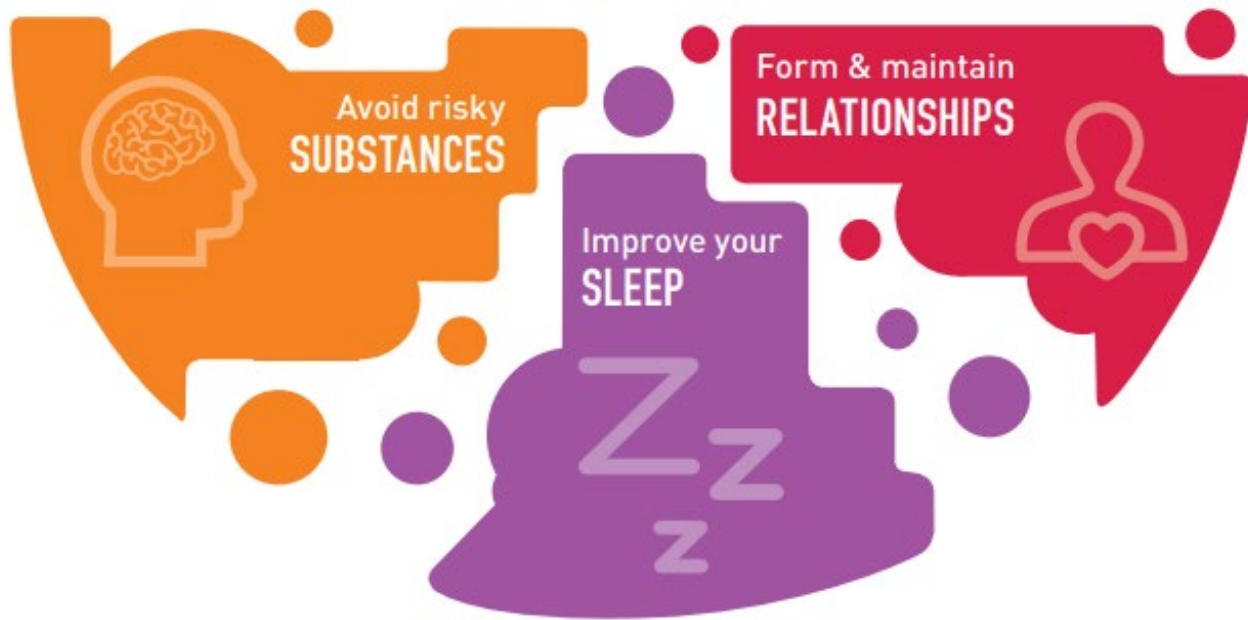 Avoid risky
SUBSTANCES
Form & maintain
RELATIONSHIPS
Improve your
SLEEP
Z
z
z